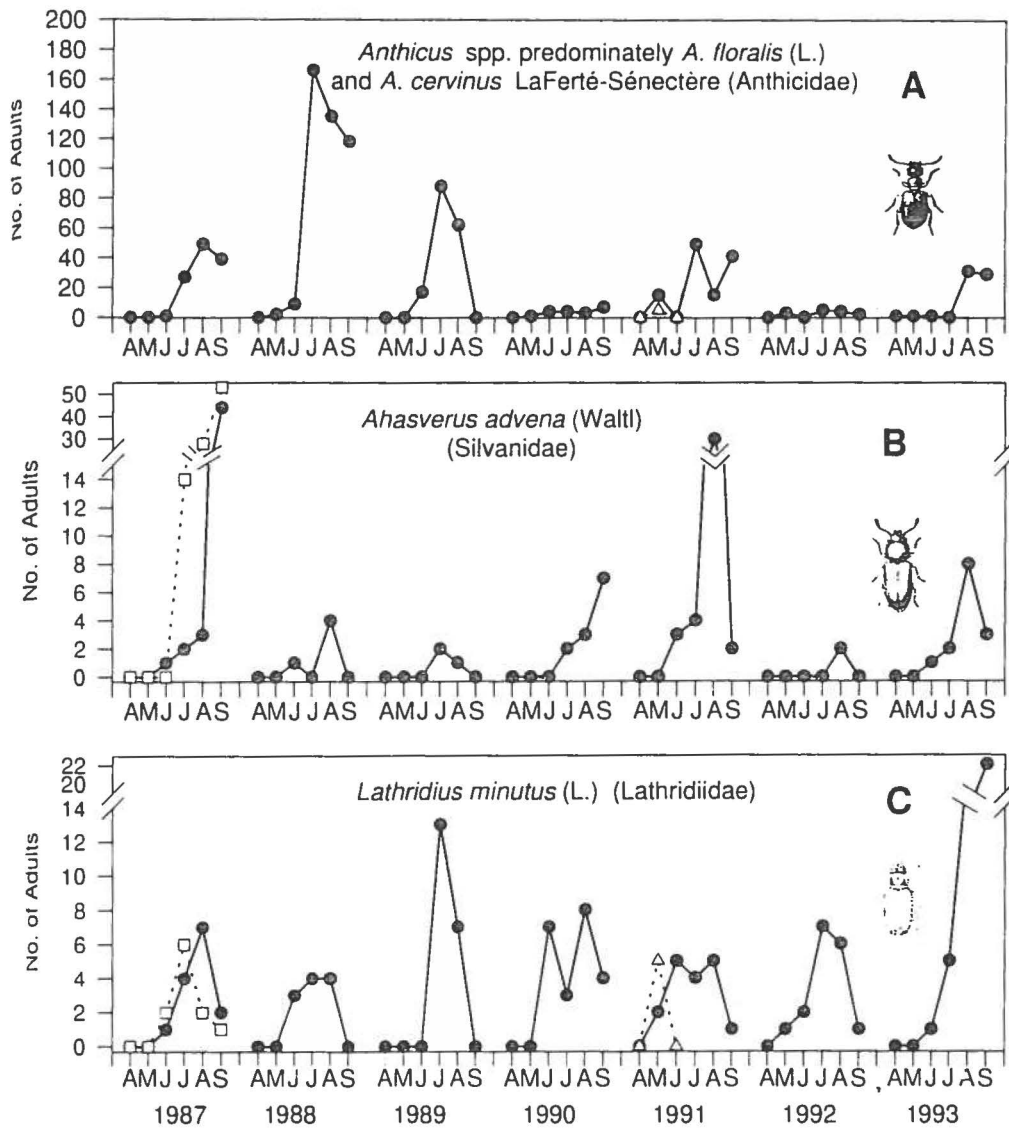 200
180
160
140
120
100
80
60
40
20
0
No. of Adults
Anthicus spp. predominately A. floralis (L.)
and A. cervinus LaFerté-Sénectère (Anthicidae)
A
AMJJAS AMJJAS AMJJAS AMJJAS AMJJAS AMJJAS AMJJAS
50
40
30
14
12
10
8
6
4
2
0
No. of Adults
Ahasverus advena (Waltl)
(Silvanidae)
B
AMJJAS AMJJAS AMJJAS AMJJAS AMJJAS AMJJAS AMJJAS
22
20
14
12
10
8
6
4
2
0
No. of Adults
Lathridius minutus (L.) (Lathridiidae)
C
AMJJAS AMJJAS AMJJAS AMJJAS AMJJAS AMJJAS AMJJAS
1987 1988 1989 1990 1991 1992 1993